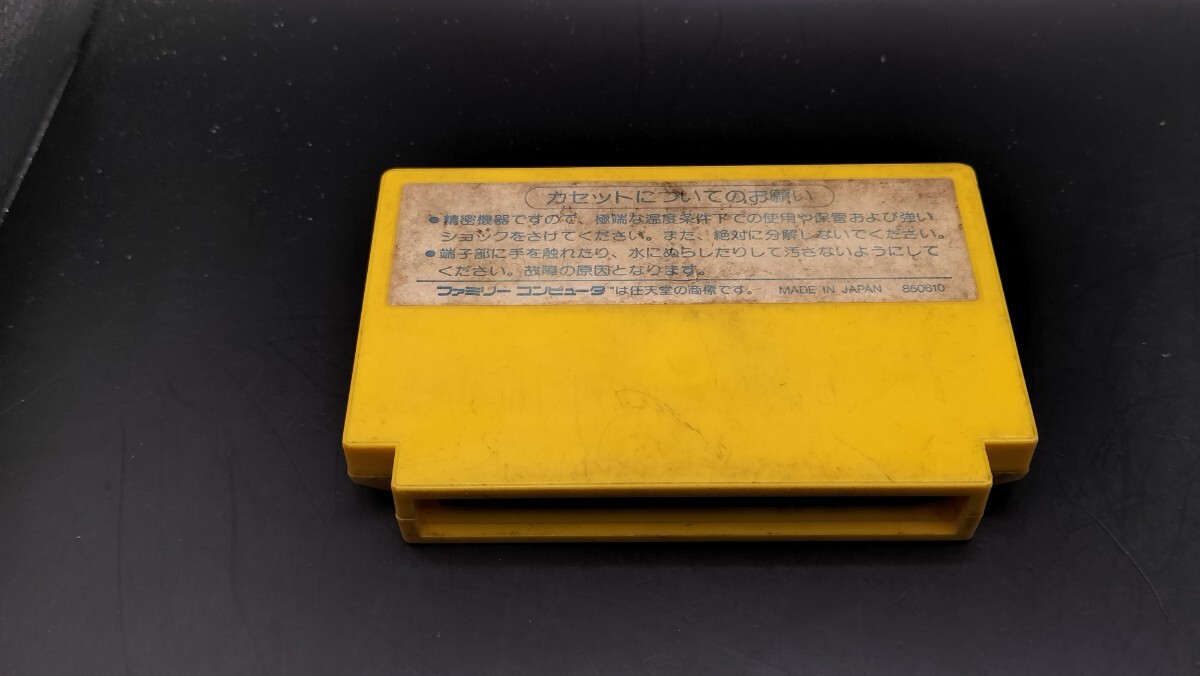 カセットについてのお願い
●精密機器ですので、極端な温度条件下での使用や保管および強い
ショックをさけてください。また、絶対に分解しないでください。
●端子部に手を触れたり、水にぬらしたりして汚さないようにして
ください。故障の原因となります。
ファミリー コンピュータ™は任天堂の商標です。 MADE IN JAPAN 850610